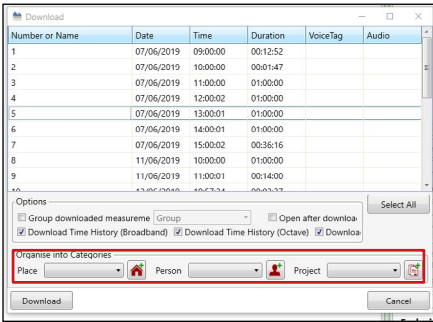 Download
Number or Name Date Time Duration VoiceTag Audio
1 07/06/2019 09:00:00 00:12:52
2 07/06/2019 10:00:00 00:01:47
3 07/06/2019 11:00:00 01:00:00
4 07/06/2019 12:00:02 01:00:00
5 07/06/2019 13:00:01 01:00:00
6 07/06/2019 14:00:01 01:00:00
7 07/06/2019 15:00:02 00:36:16
8 11/06/2019 10:00:00 01:00:00
9 11/06/2019 11:00:01 00:14:00
Options
Group downloaded measureme Group Open after downloa
Select All
Download Time History (Broadband) Download Time History (Octave) Downloa
Organise into Categories
Place Person Project
Download Cancel